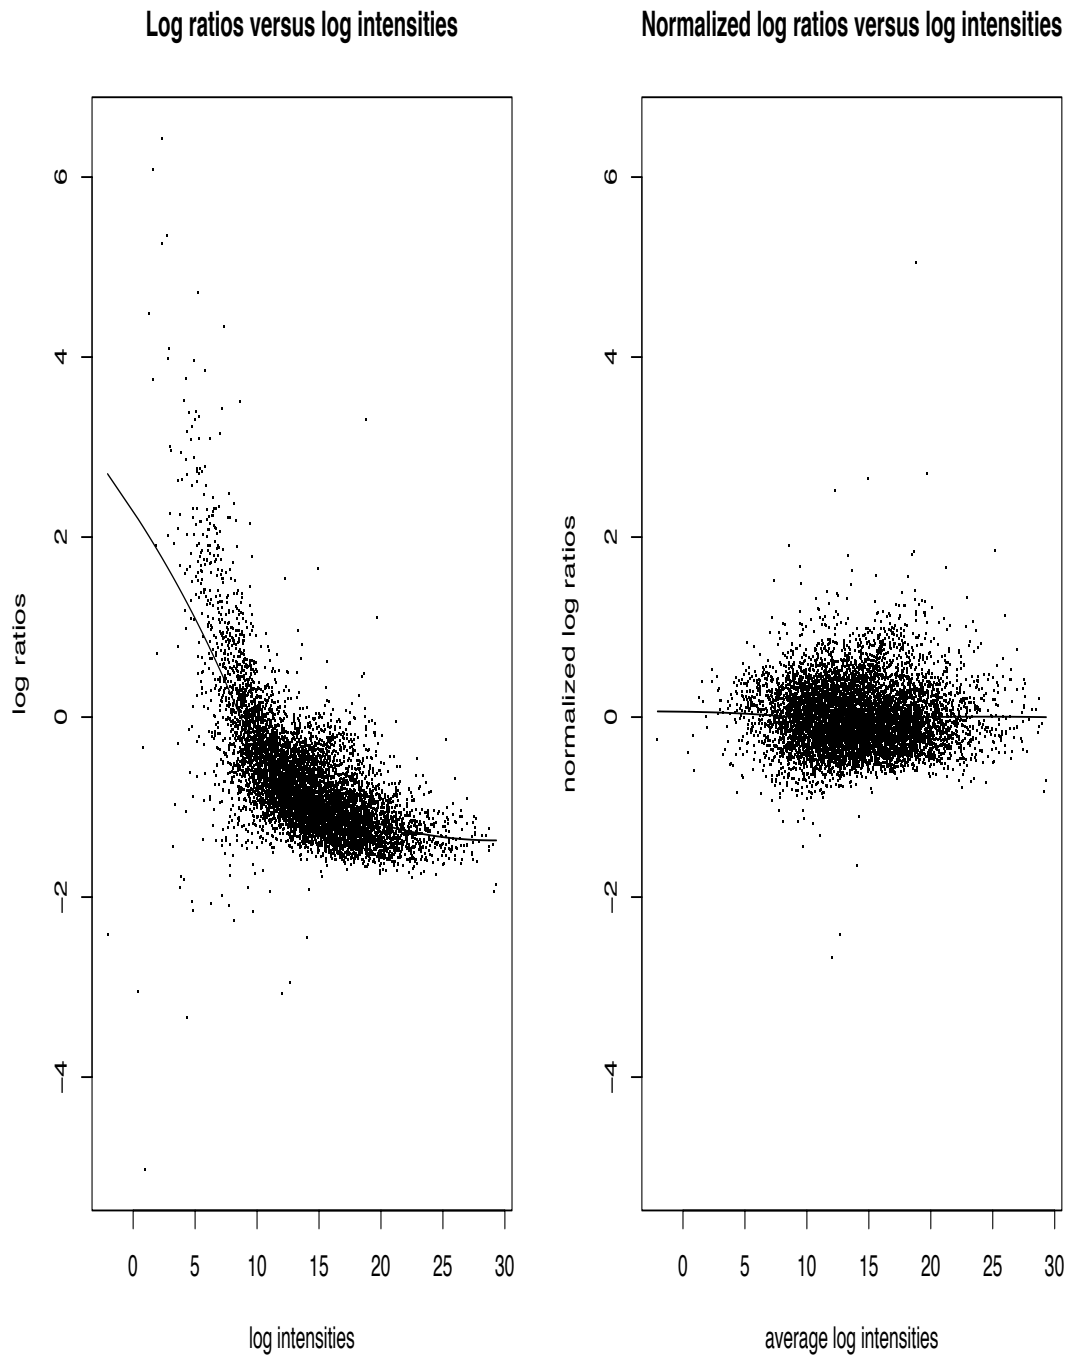 Log ratios versus log intensities
log ratios
6
4
2
0
−2
−4
0 5 10 15 20 25 30
log intensities
Normalized log ratios versus log intensities
normalized log ratios
6
4
2
0
−2
−4
0 5 10 15 20 25 30
average log intensities